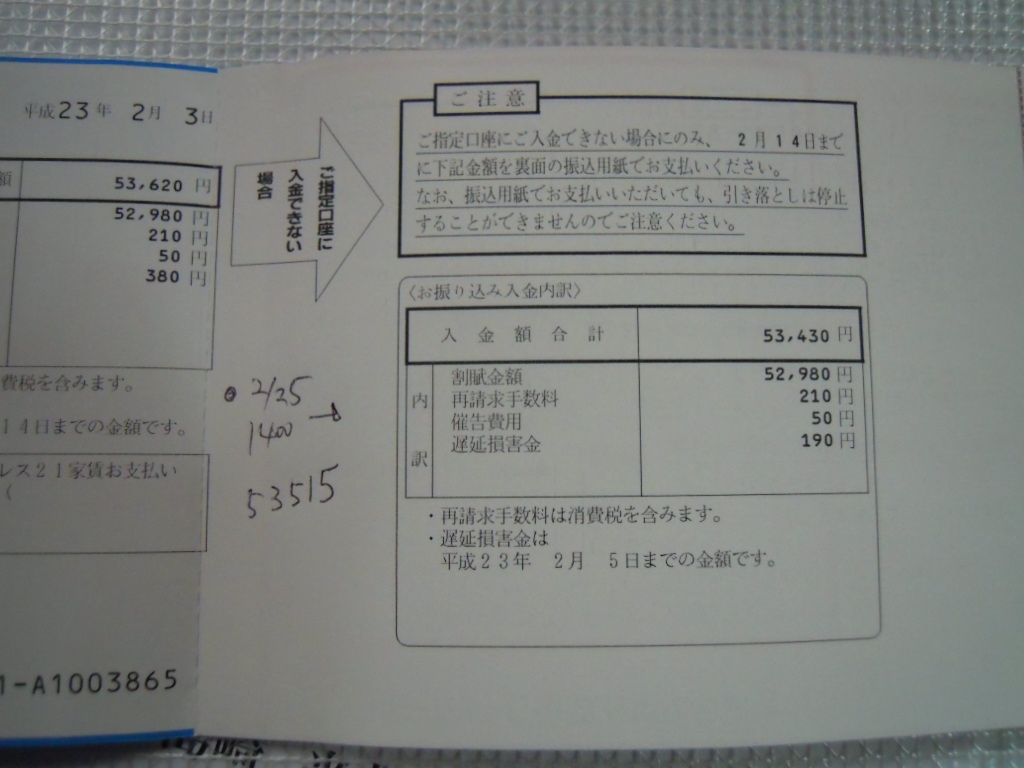 平成23年 2月 3日
額 53,620 円
52,980 円
210 円
50 円
380 円
費税を含みます。
14日までの金額です。
レス21家賃お支払い
(
1-A1003865
ご指定口座に
入金できない
場合
2/25
1400
53515
ご注意
ご指定口座にご入金できない場合にのみ、 2月14日まで
に下記金額を裏面の振込用紙でお支払いください。
なお、振込用紙でお支払いいただいても、引き落としは停止
することができませんのでご注意ください。
〈お振り込み入金内訳〉
入金額合計 53,430 円
内訳
割賦金額 52,980 円
再請求手数料 210 円
催告費用 50 円
遅延損害金 190 円
・再請求手数料は消費税を含みます。
・遅延損害金は
平成23年 2月 5日までの金額です。